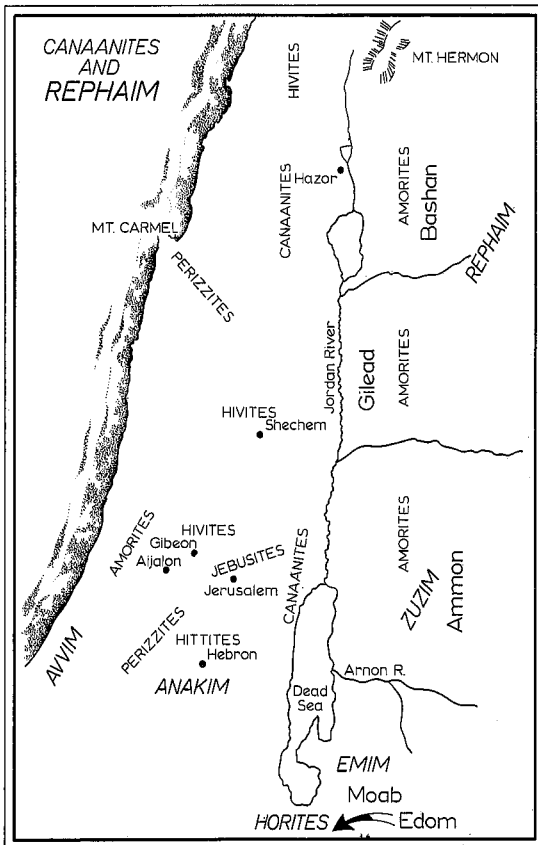 CANAANITES
AND
REPHAIM
HIVITES
MT. HERMON
Hazor
CANAANITES
AMORITES
Bashan
MT. CARMEL
PERIZZITES
REPHAIM
Jordan River
Gilead
AMORITES
HIVITES
Shechem
AMORITES
HIVITES
Gibeon
Aijalon
JEBUSITES
Jerusalem
CANAANITES
AMORITES
ZUZIM
Ammon
PERIZZITES
HITTITES
Hebron
AVVIM
ANAKIM
Arnon R.
Dead
Sea
EMIM
Moab
HORITES
Edom